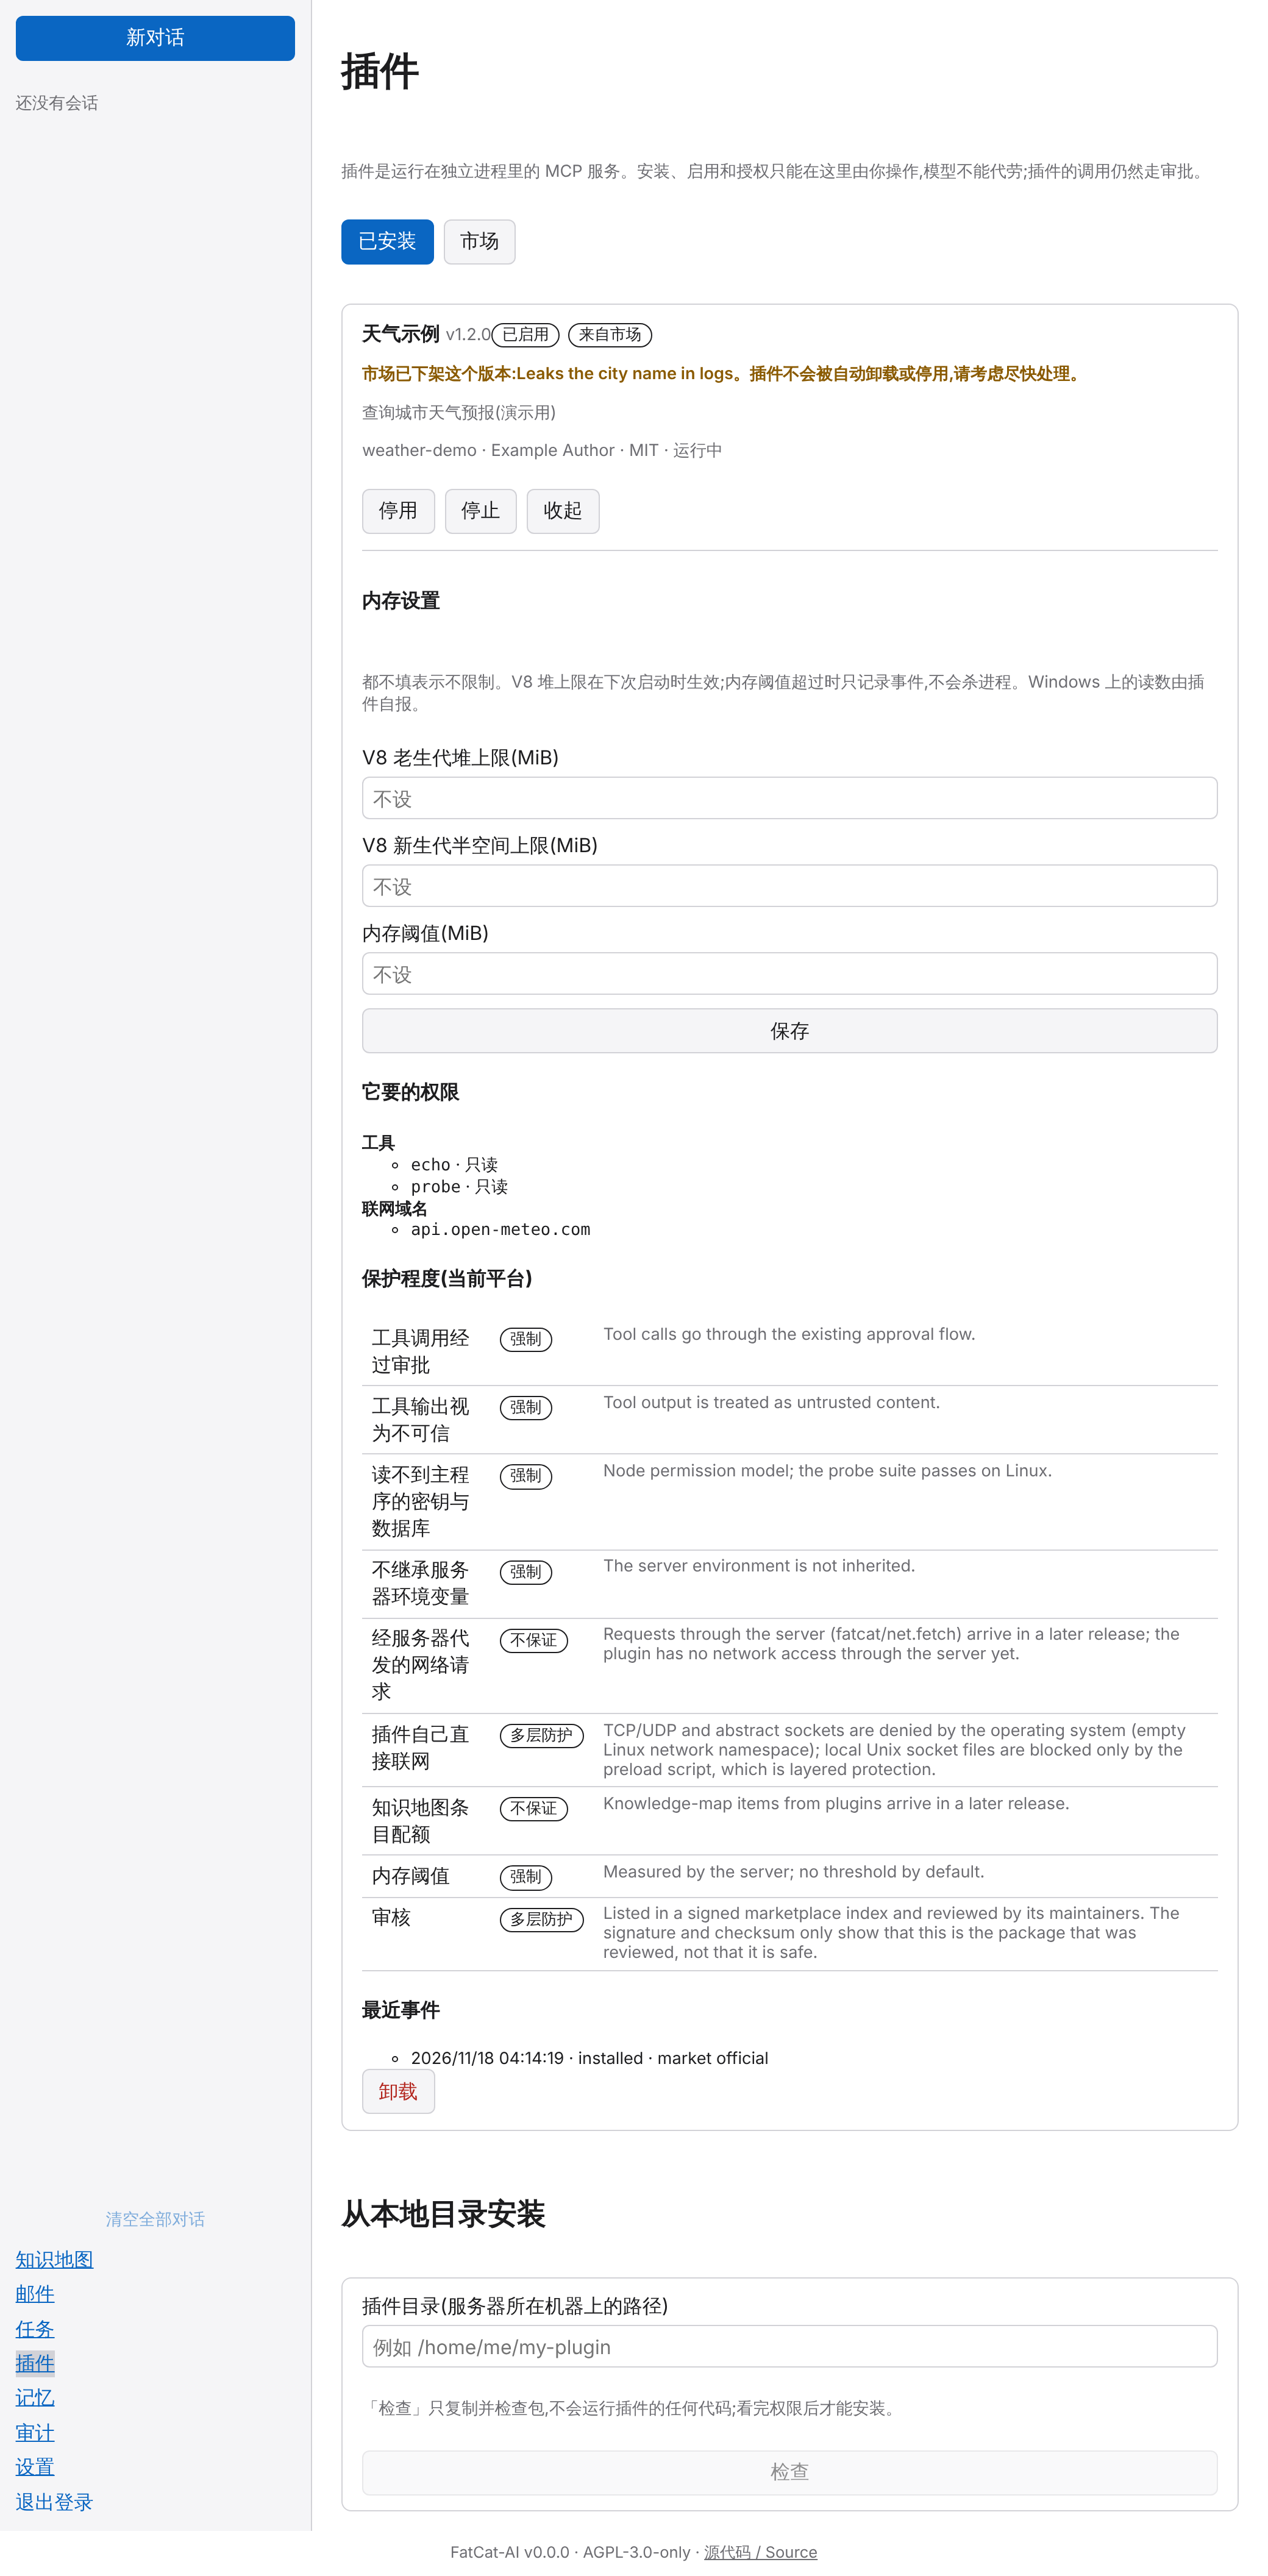 新对话
还没有会话
清空全部对话
知识地图
邮件
任务
插件
记忆
审计
设置
退出登录
插件
插件是运行在独立进程里的 MCP 服务。安装、启用和授权只能在这里由你操作,模型不能代劳;插件的调用仍然走审批。
已安装 市场
天气示例 v1.2.0 已启用 来自市场
市场已下架这个版本:Leaks the city name in logs。插件不会被自动卸载或停用,请考虑尽快处理。
查询城市天气预报(演示用)
weather-demo · Example Author · MIT · 运行中
停用 停止 收起
内存设置
都不填表示不限制。V8 堆上限在下次启动时生效;内存阈值超过时只记录事件,不会杀进程。Windows 上的读数由插
件自报。
V8 老生代堆上限(MiB)
不设
V8 新生代半空间上限(MiB)
不设
内存阈值(MiB)
不设
保存
它要的权限
工具
echo · 只读
probe · 只读
联网域名
api.open-meteo.com
保护程度(当前平台)
工具调用经
过审批
强制
Tool calls go through the existing approval flow.
工具输出视
为不可信
强制
Tool output is treated as untrusted content.
读不到主程
序的密钥与
数据库
强制
Node permission model; the probe suite passes on Linux.
不继承服务
器环境变量
强制
The server environment is not inherited.
经服务器代
发的网络请
求
不保证
Requests through the server (fatcat/net.fetch) arrive in a later release; the
plugin has no network access through the server yet.
插件自己直
接联网
多层防护
TCP/UDP and abstract sockets are denied by the operating system (empty
Linux network namespace); local Unix socket files are blocked only by the
preload script, which is layered protection.
知识地图条
目配额
不保证
Knowledge-map items from plugins arrive in a later release.
内存阈值
强制
Measured by the server; no threshold by default.
审核
多层防护
Listed in a signed marketplace index and reviewed by its maintainers. The
signature and checksum only show that this is the package that was
reviewed, not that it is safe.
最近事件
2026/11/18 04:14:19 · installed · market official
卸载
从本地目录安装
插件目录(服务器所在机器上的路径)
例如 /home/me/my-plugin
「检查」只复制并检查包,不会运行插件的任何代码;看完权限后才能安装。
检查
FatCat-AI v0.0.0 · AGPL-3.0-only · 源代码 / Source